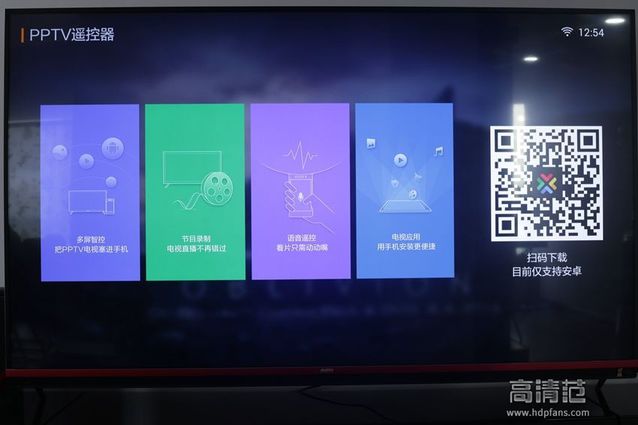 PPTV遥控器
12:54
多屏智控
把PPTV电视塞进手机
节目录制
电视直播不再错过
语音遥控
看片只需动动嘴
电视应用
用手机安装更便捷
扫码下载
目前仅支持安卓
高清范
www.hdpfans.com